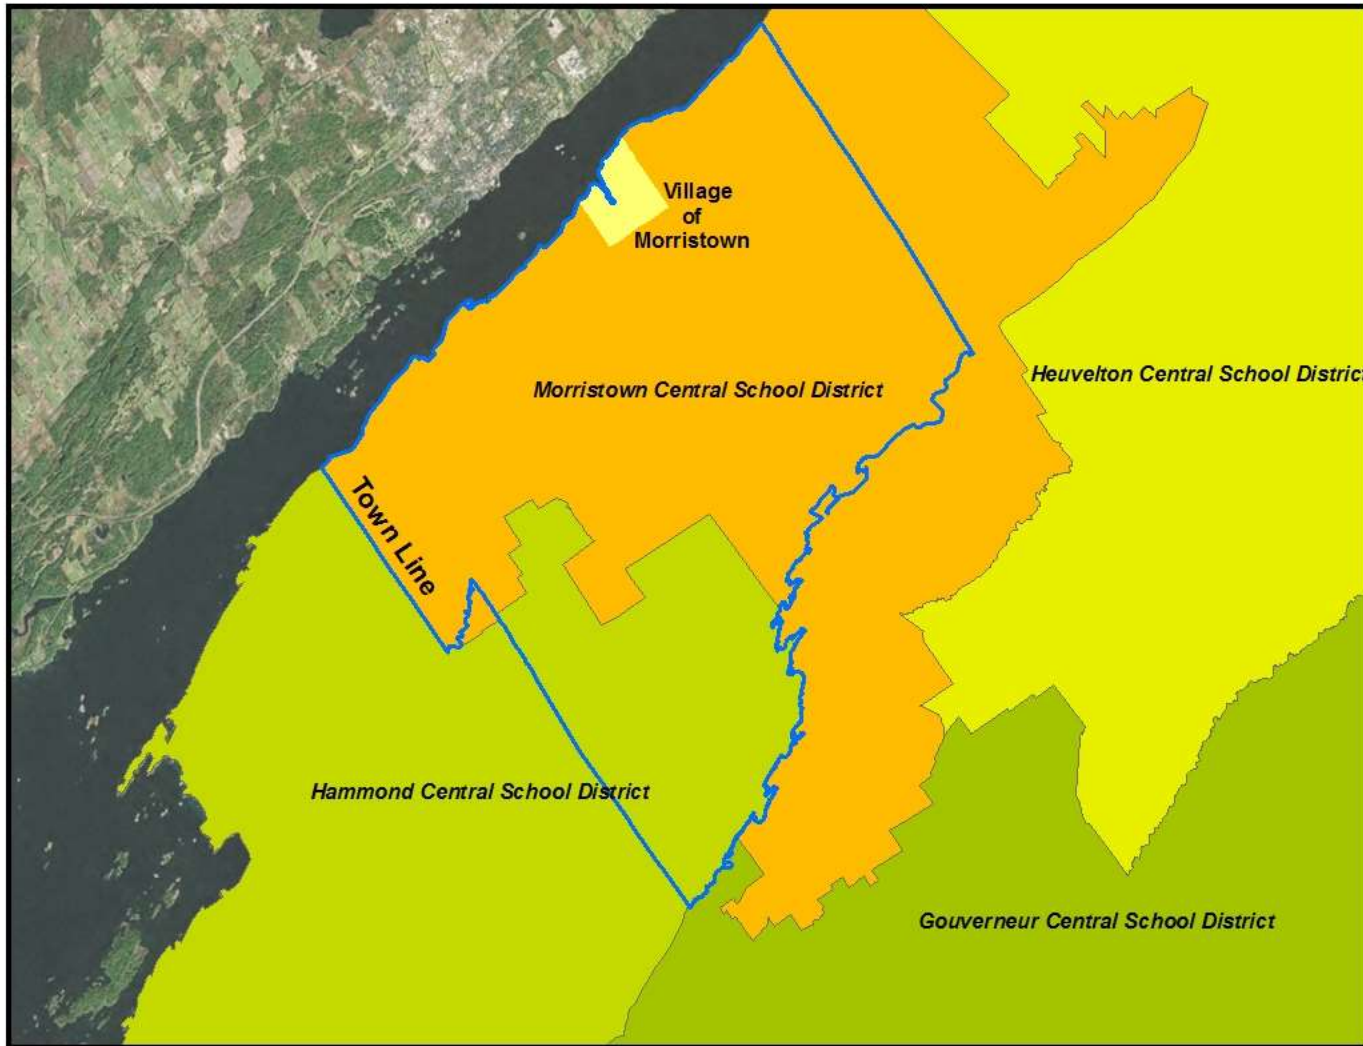 Village
of
Morristown
Heuvelton Central School District
Morristown Central School District
Town Line
Hammond Central School District
Gouverneur Central School District